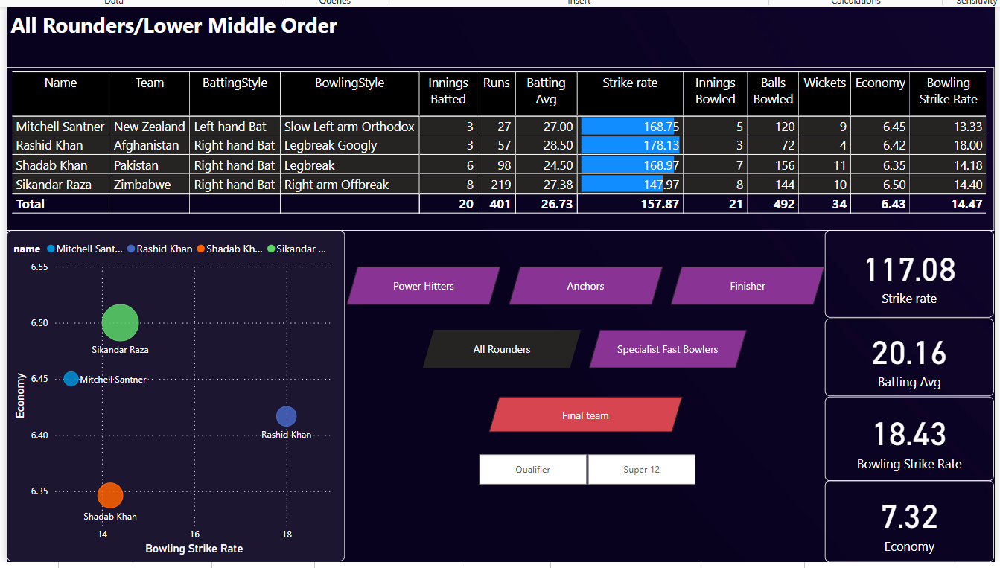 Data Queries Insert Calculations Sensitivity
All Rounders/Lower Middle Order
Name Team BattingStyle BowlingStyle Innings Batted Runs Batting Avg Strike rate Innings Bowled Balls Bowled Wickets Economy Bowling Strike Rate
Mitchell Santner New Zealand Left hand Bat Slow Left arm Orthodox 3 27 27.00 168.75 5 120 9 6.45 13.33
Rashid Khan Afghanistan Right hand Bat Legbreak Googly 3 57 28.50 178.13 3 72 4 6.42 18.00
Shadab Khan Pakistan Right hand Bat Legbreak 6 98 24.50 168.97 7 156 11 6.35 14.18
Sikandar Raza Zimbabwe Right hand Bat Right arm Offbreak 8 219 27.38 147.97 8 144 10 6.50 14.40
Total 20 401 26.73 157.87 21 492 34 6.43 14.47
name Mitchell Sant... Rashid Khan Shadab Kh... Sikandar ...
6.55
6.50
Sikandar Raza
6.45
Mitchell Santner
Economy
6.40
Rashid Khan
6.35
Shadab Khan
14 16 18
Bowling Strike Rate
Power Hitters Anchors Finisher
All Rounders Specialist Fast Bowlers
Final team
Qualifier Super 12
117.08
Strike rate
20.16
Batting Avg
18.43
Bowling Strike Rate
7.32
Economy